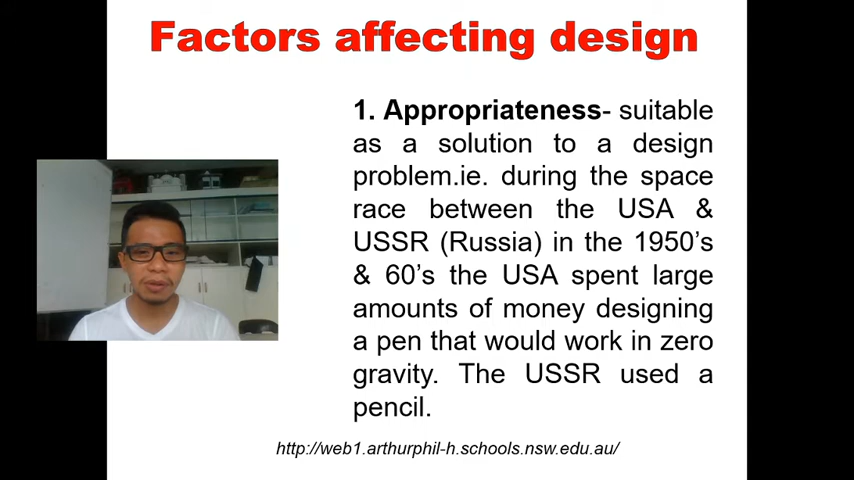 Factors affecting design
1. Appropriateness- suitable
as a solution to a design
problem.ie. during the space
race between the USA &
USSR (Russia) in the 1950’s
& 60’s the USA spent large
amounts of money designing
a pen that would work in zero
gravity. The USSR used a
pencil.
http://web1.arthurphil-h.schools.nsw.edu.au/